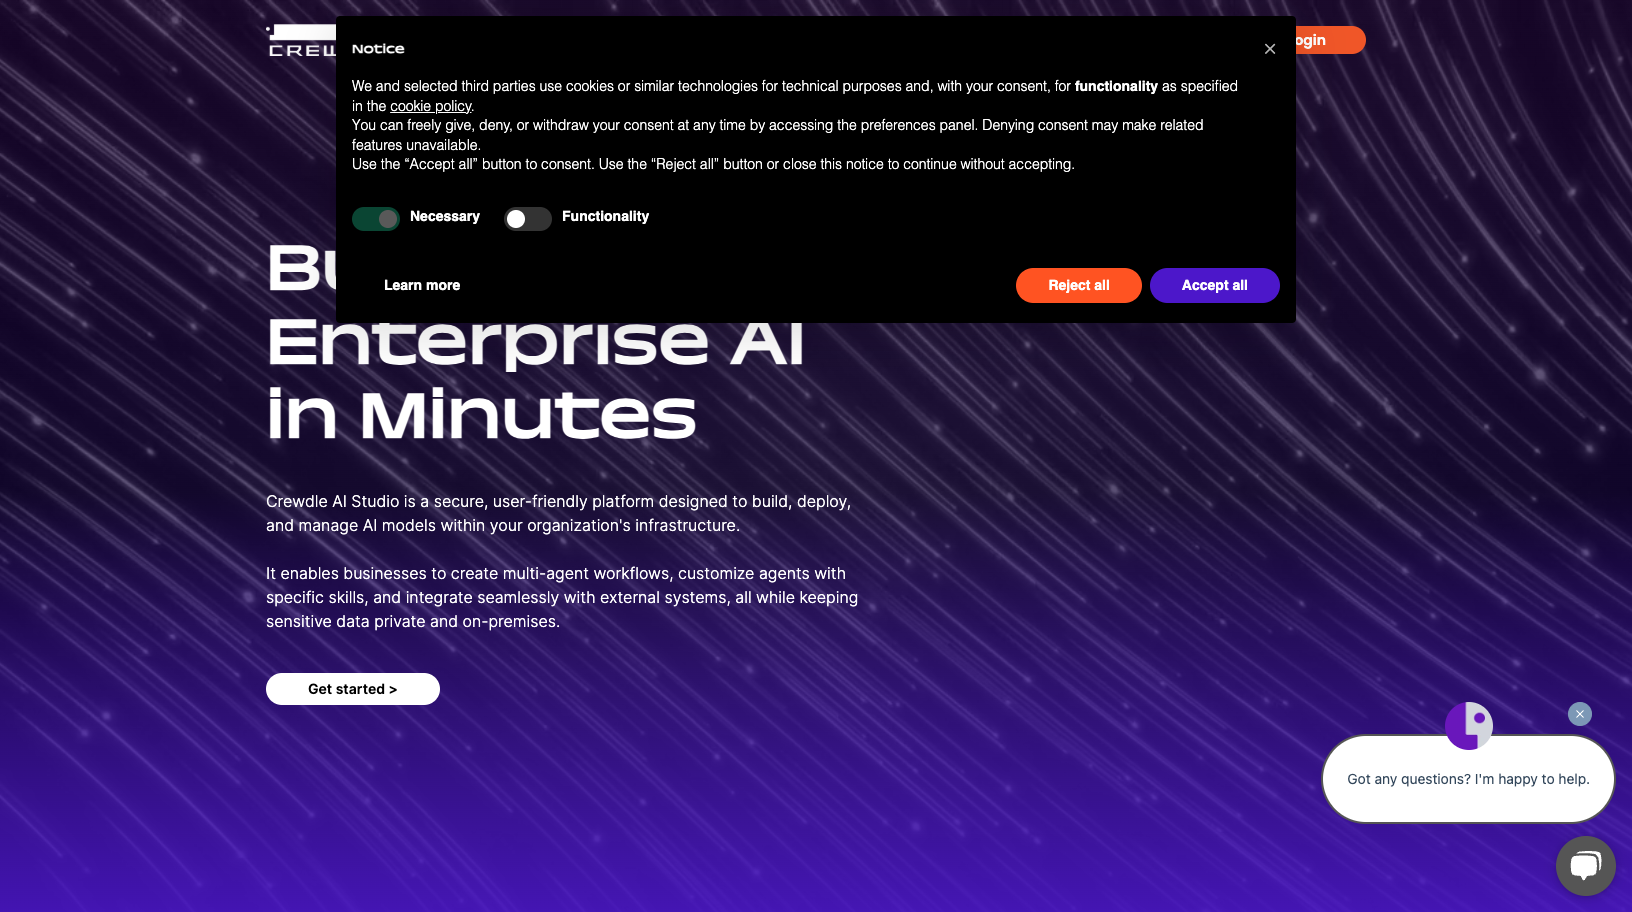 Notice
×
We and selected third parties use cookies or similar technologies for technical purposes and, with your consent, for functionality as specified
in the cookie policy.
You can freely give, deny, or withdraw your consent at any time by accessing the preferences panel. Denying consent may make related
features unavailable.
Use the “Accept all” button to consent. Use the “Reject all” button or close this notice to continue without accepting.
Necessary
Functionality
Learn more
Reject all
Accept all
Enterprise AI
in Minutes
Crewdle AI Studio is a secure, user-friendly platform designed to build, deploy,
and manage AI models within your organization's infrastructure.
It enables businesses to create multi-agent workflows, customize agents with
specific skills, and integrate seamlessly with external systems, all while keeping
sensitive data private and on-premises.
Get started >
Got any questions? I'm happy to help.